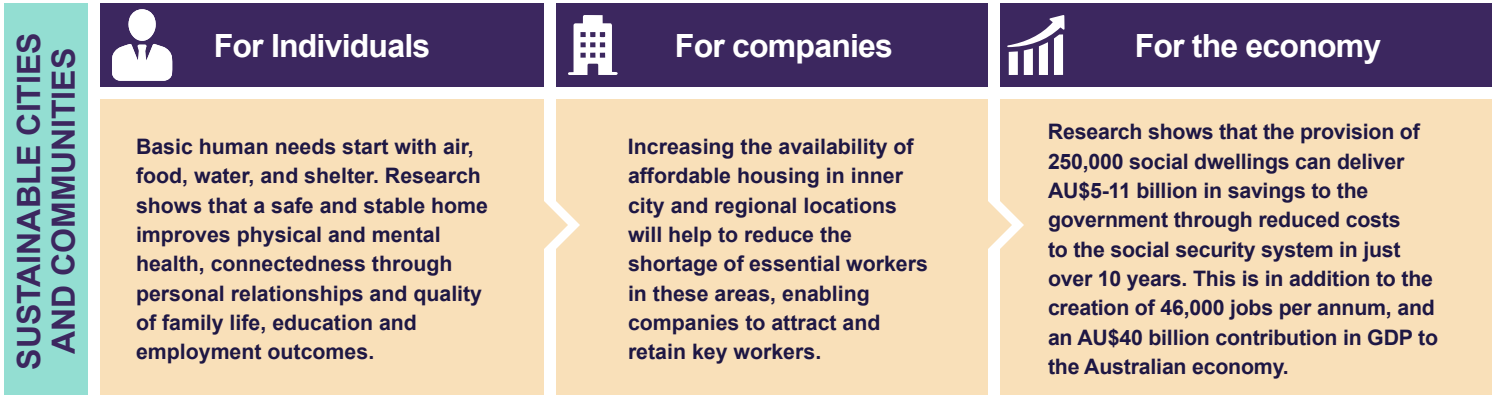 SUSTAINABLE CITIES
AND COMMUNITIES
For Individuals
Basic human needs start with air,
food, water, and shelter. Research
shows that a safe and stable home
improves physical and mental
health, connectedness through
personal relationships and quality
of family life, education and
employment outcomes.
For companies
Increasing the availability of
affordable housing in inner
city and regional locations
will help to reduce the
shortage of essential workers
in these areas, enabling
companies to attract and
retain key workers.
For the economy
Research shows that the provision of
250,000 social dwellings can deliver
AU$5-11 billion in savings to the
government through reduced costs
to the social security system in just
over 10 years. This is in addition to the
creation of 46,000 jobs per annum, and
an AU$40 billion contribution in GDP to
the Australian economy.